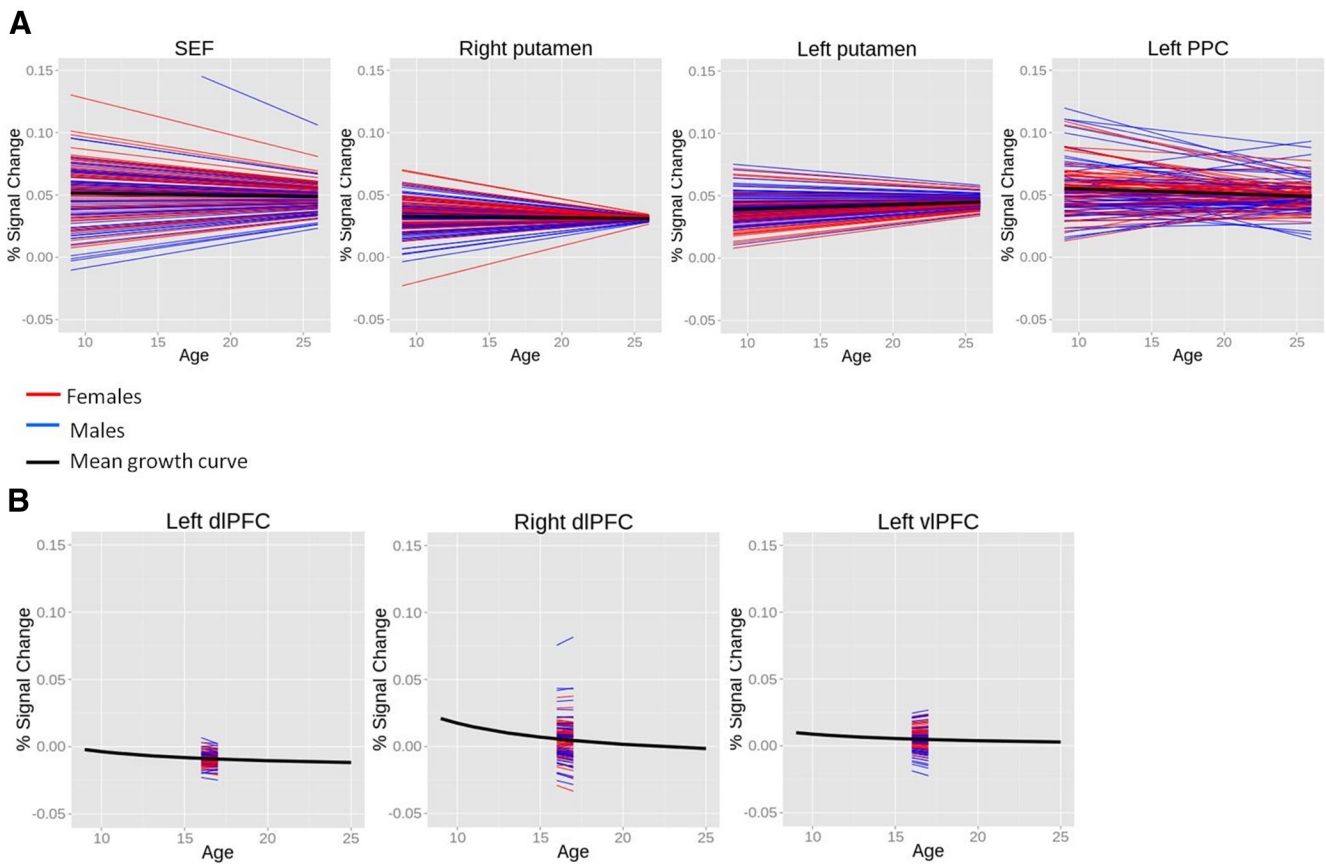 A
SEF
Right putamen
Left putamen
Left PPC
% Signal Change
0.15
0.10
0.05
0.00
-0.05
10 15 20 25
Age
% Signal Change
0.15
0.10
0.05
0.00
-0.05
10 15 20 25
Age
% Signal Change
0.15
0.10
0.05
0.00
-0.05
10 15 20 25
Age
% Signal Change
0.15
0.10
0.05
0.00
-0.05
10 15 20 25
Age
Females
Males
Mean growth curve
B
Left dlPFC
Right dlPFC
Left vlPFC
% Signal Change
0.15
0.10
0.05
0.00
-0.05
10 15 20 25
Age
% Signal Change
0.15
0.10
0.05
0.00
-0.05
10 15 20 25
Age
% Signal Change
0.15
0.10
0.05
0.00
-0.05
10 15 20 25
Age